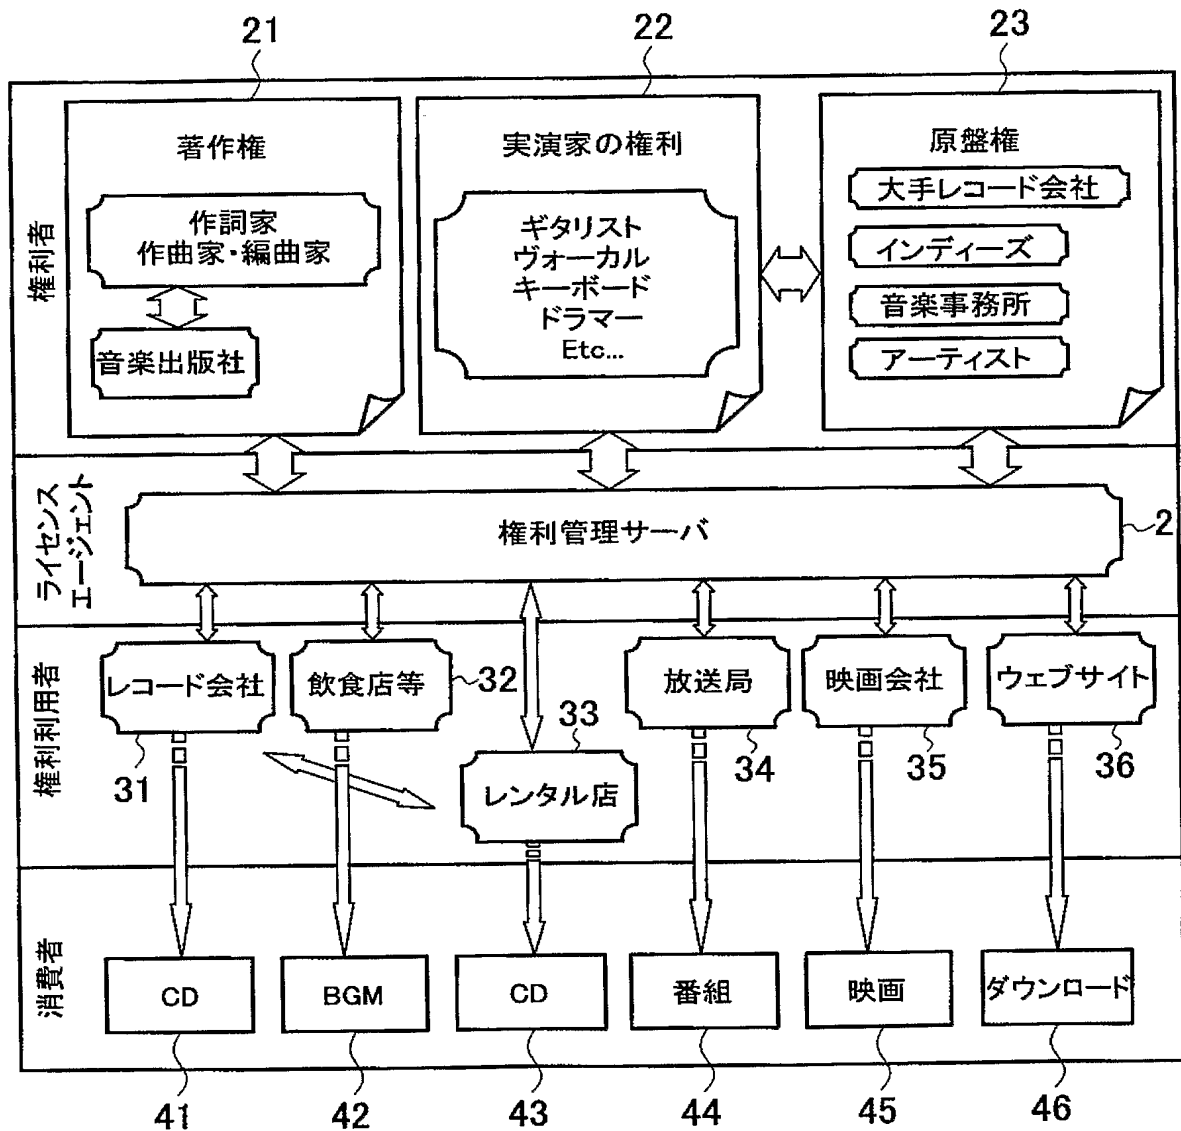 21
22
23
権利者
著作権
作詞家
作曲家・編曲家
音楽出版社
実演家の権利
ギタリスト
ヴォーカル
キーボード
ドラマー
Etc...
原盤権
大手レコード会社
インディーズ
音楽事務所
アーティスト
ライセンス
エージェント
権利管理サーバ
2
権利利用者
レコード会社
31
飲食店等
32
レンタル店
33
放送局
34
映画会社
35
ウェブサイト
36
消費者
CD
BGM
CD
番組
映画
ダウンロード
41
42
43
44
45
46